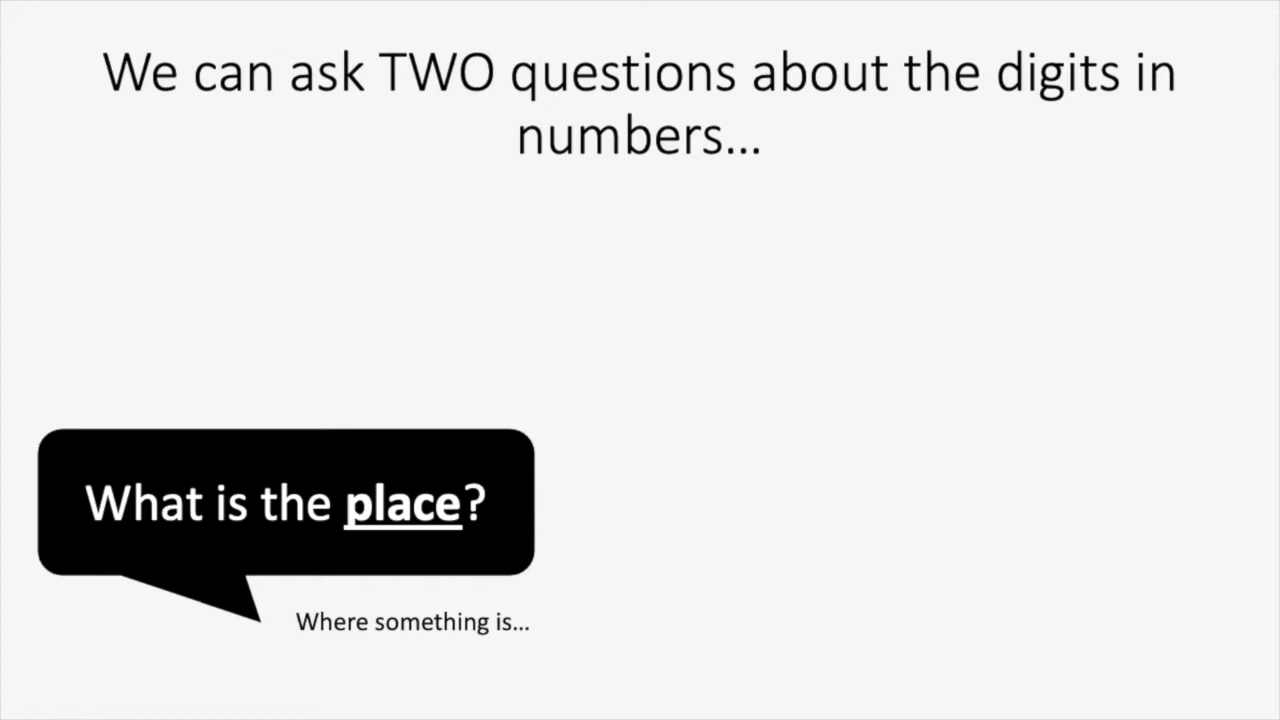 We can ask TWO questions about the digits in
numbers...
What is the place?
Where something is...